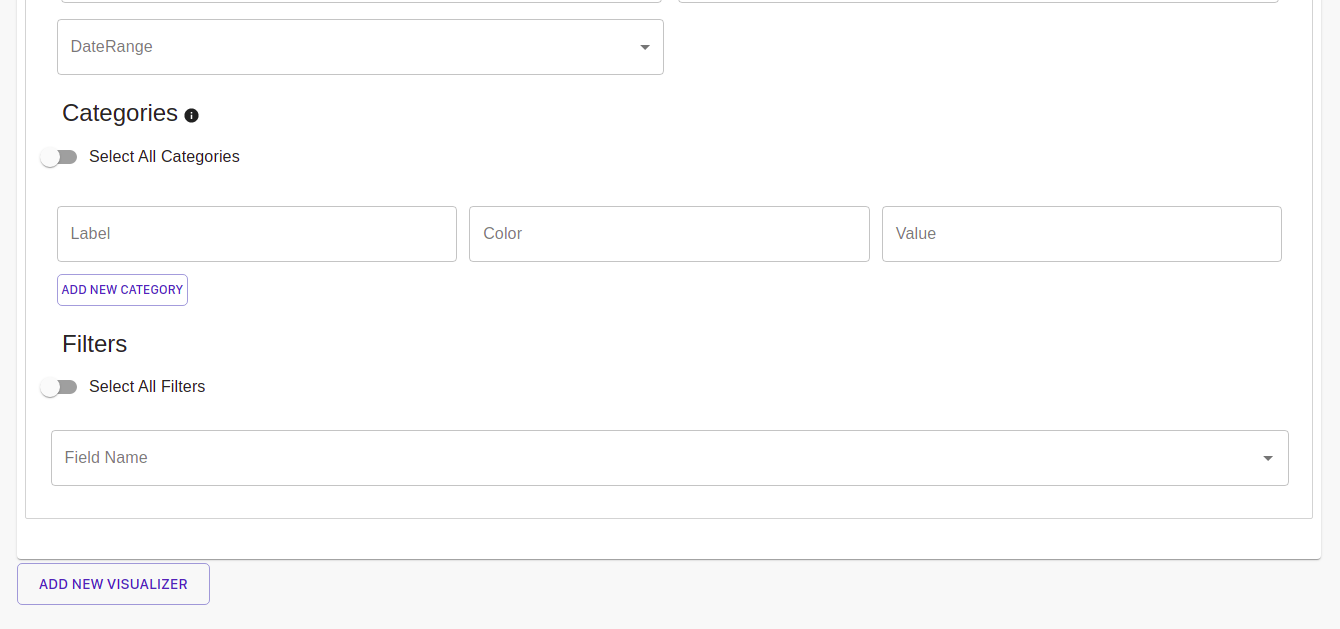 DateRange
Categories
Select All Categories
Label Color Value
ADD NEW CATEGORY
Filters
Select All Filters
Field Name
ADD NEW VISUALIZER